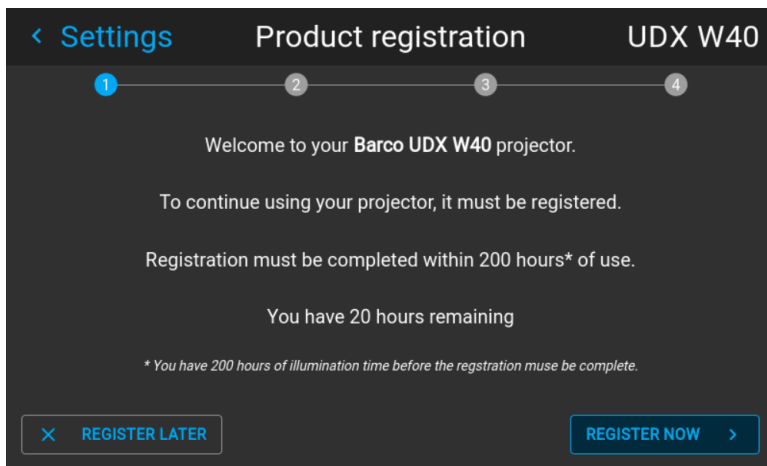 ‹ Settings Product registration UDX W40
1 2 3 4
Welcome to your Barco UDX W40 projector.
To continue using your projector, it must be registered.
Registration must be completed within 200 hours* of use.
You have 20 hours remaining
* You have 200 hours of illumination time before the regstration muse be complete.
× REGISTER LATER REGISTER NOW ›